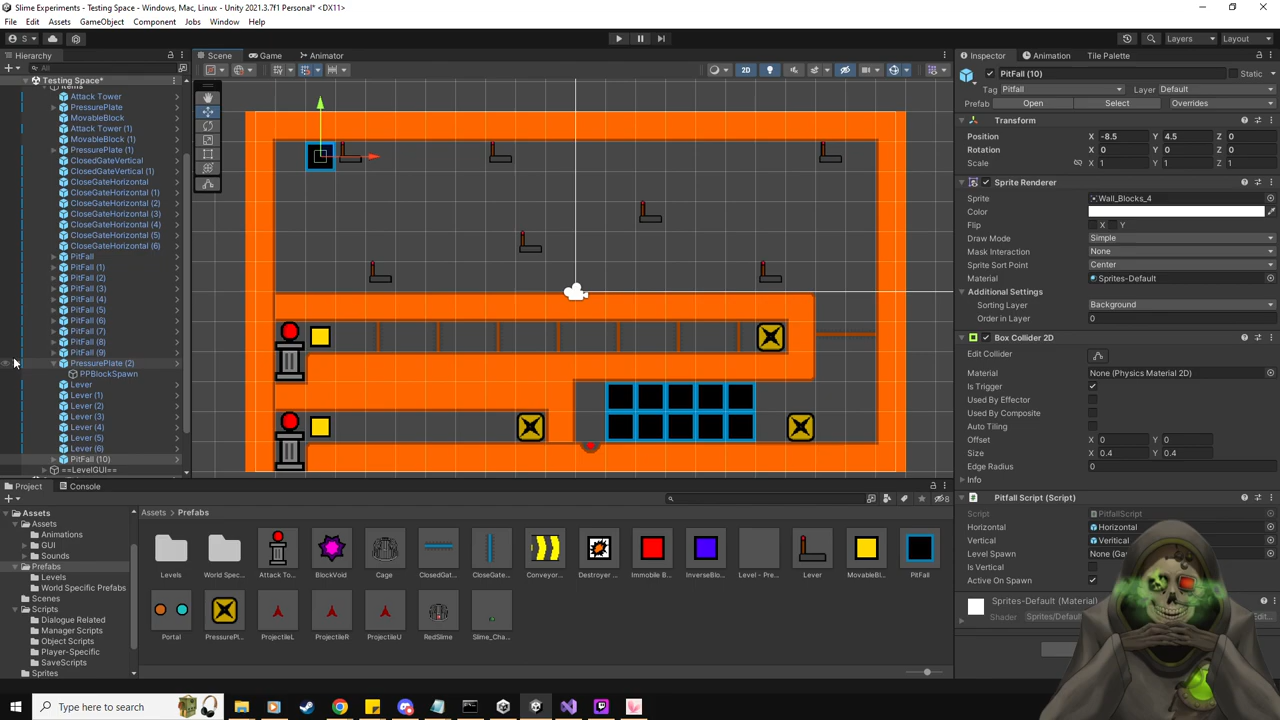 Slime Experiments - Testing Space - Windows, Mac, Linux - Unity 2021.3.7f1 Personal* <DX11>
File Edit Assets GameObject Component Jobs Window Help
S
Layers Layout
Hierarchy
All
Testing Space*
Items
Attack Tower
PressurePlate
MovableBlock
Attack Tower (1)
MovableBlock (1)
PressurePlate (1)
ClosedGateVertical
ClosedGateVertical (1)
CloseGateHorizontal
CloseGateHorizontal (1)
CloseGateHorizontal (2)
CloseGateHorizontal (3)
CloseGateHorizontal (4)
CloseGateHorizontal (5)
CloseGateHorizontal (6)
PitFall
PitFall (1)
PitFall (2)
PitFall (3)
PitFall (4)
PitFall (5)
PitFall (6)
PitFall (7)
PitFall (8)
PitFall (9)
PressurePlate (2)
PPBlockSpawn
Lever
Lever (1)
Lever (2)
Lever (3)
Lever (4)
Lever (5)
Lever (6)
PitFall (10)
==LevelGUI==
Scene Game Animator
2D
Inspector Animation Tile Palette
PitFall (10) Static
Tag Pitfall Layer Default
Prefab Open Select Overrides
Transform
Position X -8.5 Y 4.5 Z 0
Rotation X 0 Y 0 Z 0
Scale X 1 Y 1 Z 1
Sprite Renderer
Sprite Wall_Blocks_4
Color
Flip X Y
Draw Mode Simple
Mask Interaction None
Sprite Sort Point Center
Material Sprites-Default
Additional Settings
Sorting Layer Background
Order in Layer 0
Box Collider 2D
Edit Collider
Material None (Physics Material 2D)
Is Trigger
Used By Effector
Used By Composite
Auto Tiling
Offset X 0 Y 0
Size X 0.4 Y 0.4
Edge Radius 0
Info
Pitfall Script (Script)
Script PitfallScript
Horizontal Horizontal
Vertical Veritical
Level Spawn None (Ga
Is Vertical
Active On Spawn
Sprites-Default (Material)
Shader Sprites/Default Edit...
Project Console
8
Assets
Animations
GUI
Sounds
Prefabs
Levels
World Specific Prefabs
Scenes
Scripts
Dialogue Related
Manager Scripts
Object Scripts
Player-Specific
SaveScripts
Sprites
Assets > Prefabs
Levels World Spec... Attack To... BlockVoid Cage ClosedGat... CloseGate... Conveyor... Destroyer ... Immobile B... InverseBlo... Level - Pre... Lever MovableBl... PitFall
Portal PressurePl... ProjectileL ProjectileR ProjectileU RedSlime Slime_Cha...
Type here to search